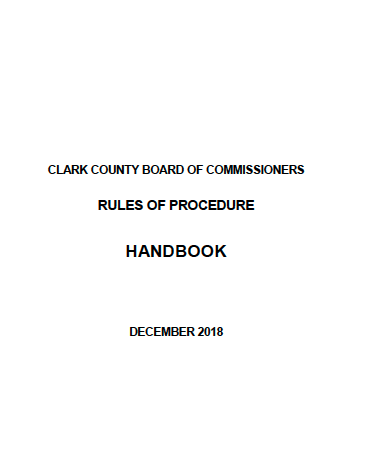 CLARK COUNTY BOARD OF COMMISSIONERS
RULES OF PROCEDURE
HANDBOOK
DECEMBER 2018